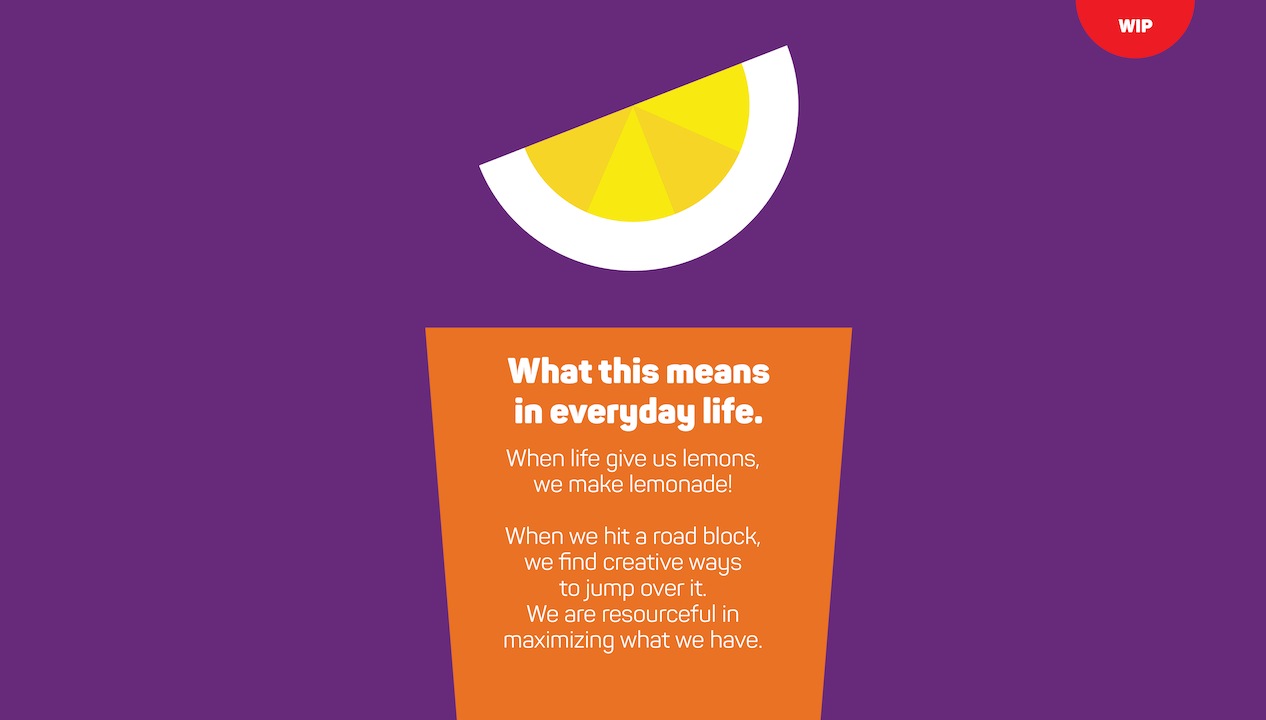 WIP
What this means
in everyday life.
When life give us lemons,
we make lemonade!
When we hit a road block,
we find creative ways
to jump over it.
We are resourceful in
maximizing what we have.